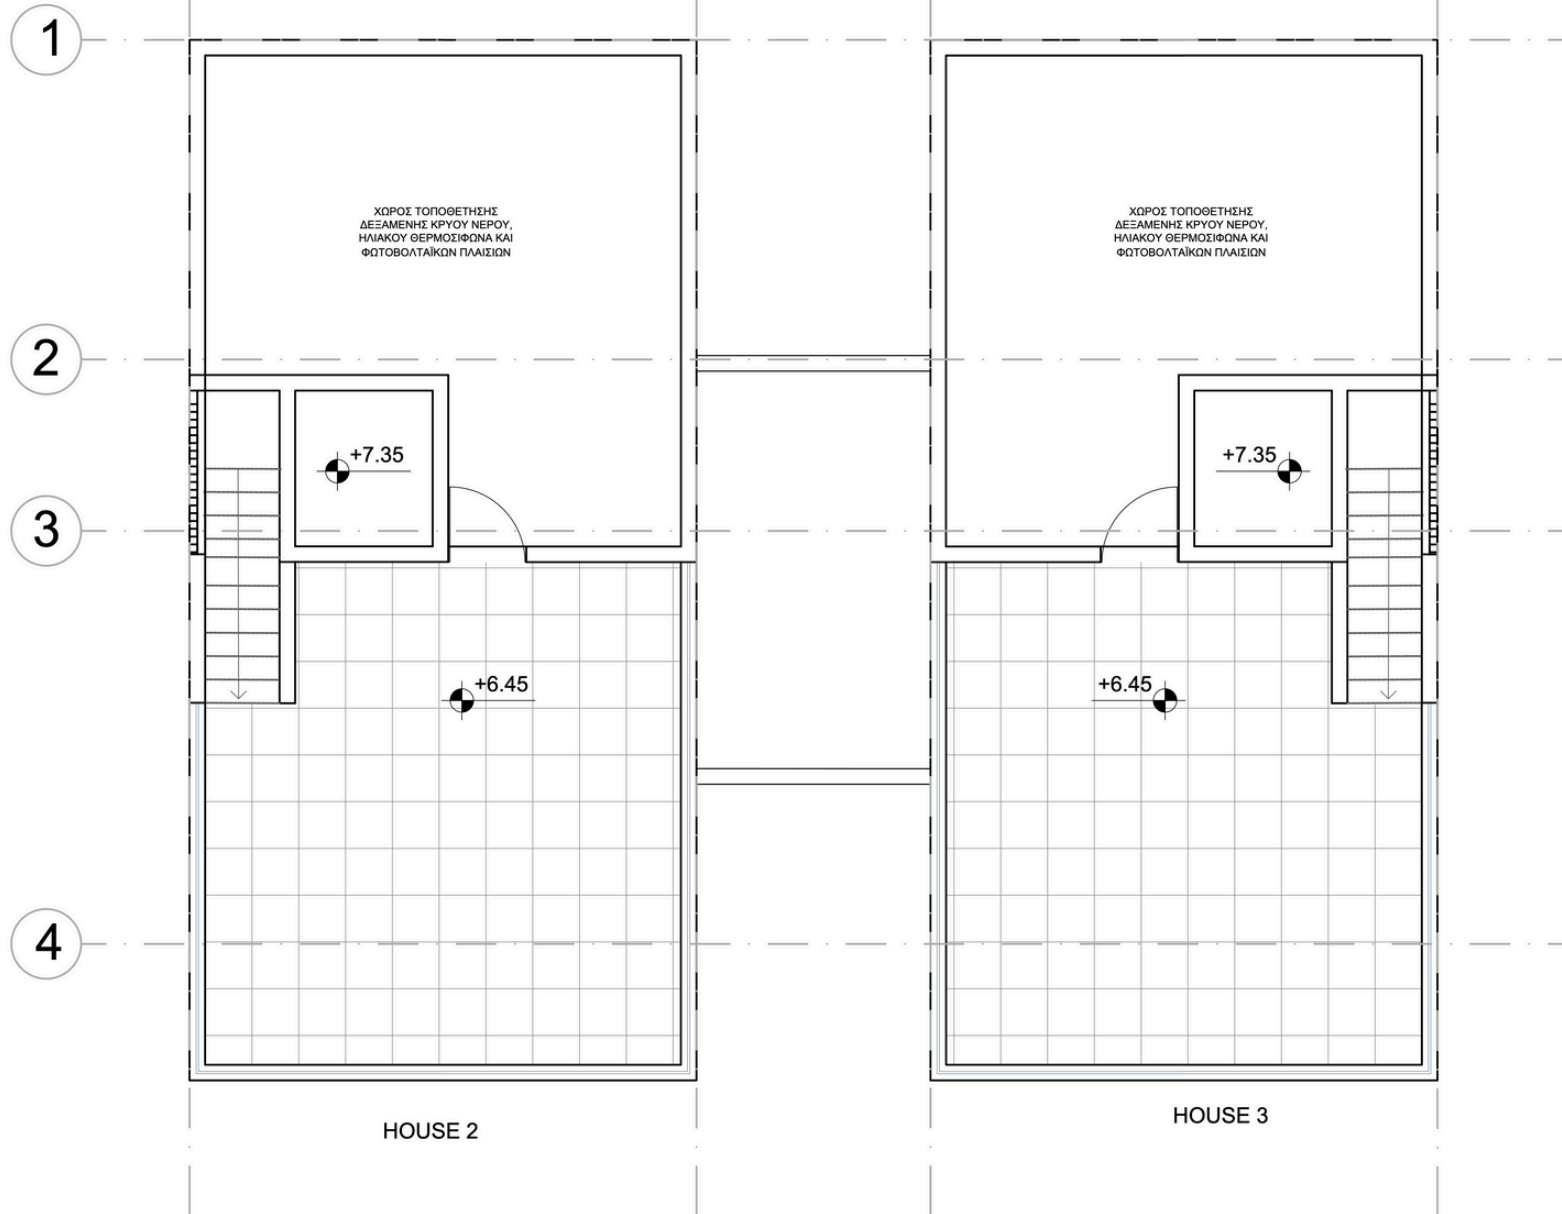 1
ΧΩΡΟΣ ΤΟΠΟΘΕΤΗΣΗΣ
ΔΕΞΑΜΕΝΗΣ ΚΡΥΟΥ ΝΕΡΟΥ,
ΗΛΙΑΚΟΥ ΘΕΡΜΟΣΙΦΩΝΑ ΚΑΙ
ΦΩΤΟΒΟΛΤΑΪΚΩΝ ΠΛΑΙΣΙΩΝ
ΧΩΡΟΣ ΤΟΠΟΘΕΤΗΣΗΣ
ΔΕΞΑΜΕΝΗΣ ΚΡΥΟΥ ΝΕΡΟΥ,
ΗΛΙΑΚΟΥ ΘΕΡΜΟΣΙΦΩΝΑ ΚΑΙ
ΦΩΤΟΒΟΛΤΑΪΚΩΝ ΠΛΑΙΣΙΩΝ
2
+7.35
+7.35
3
+6.45
+6.45
4
HOUSE 2
HOUSE 3